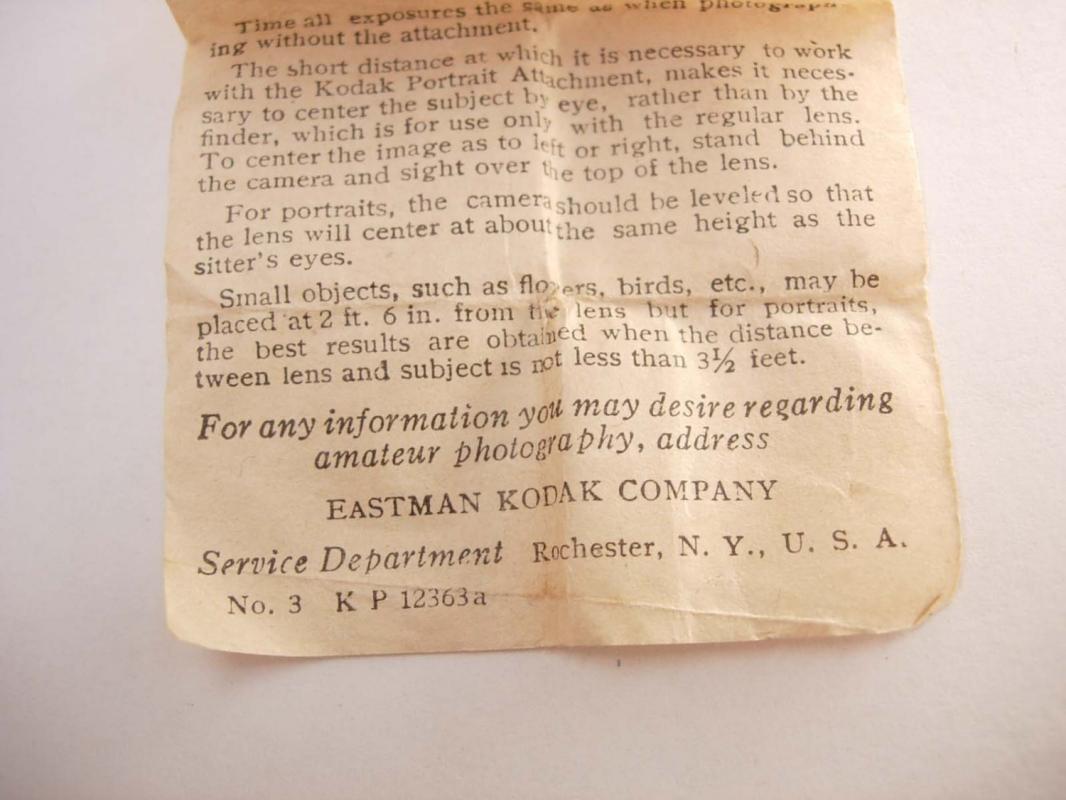 Time all exposures the same as when photograph-
ing without the attachment.
The short distance at which it is necessary to work
with the Kodak Portrait Attachment, makes it neces-
sary to center the subject by eye, rather than by the
finder, which is for use only with the regular lens.
To center the image as to left or right, stand behind
the camera and sight over the top of the lens.
For portraits, the camera should be leveled so that
the lens will center at about the same height as the
sitter's eyes.
Small objects, such as flowers, birds, etc., may be
placed at 2 ft. 6 in. from the lens but for portraits,
the best results are obtained when the distance be-
tween lens and subject is not less than 3½ feet.
For any information you may desire regarding
amateur photography, address
EASTMAN KODAK COMPANY
Service Department Rochester, N. Y., U. S. A.
No. 3 K P 12363a